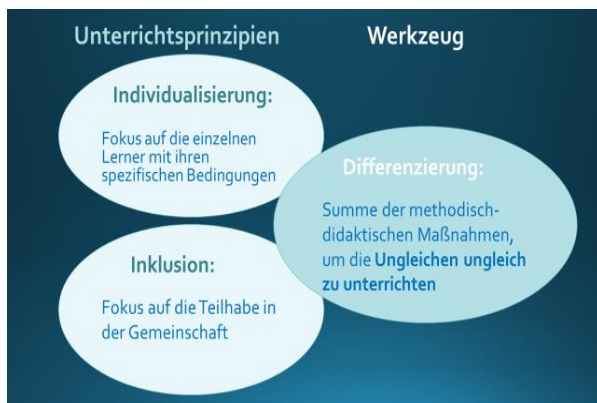 Unterrichtsprinzipien
Werkzeug
Individualisierung:
Fokus auf die einzelnen
Lerner mit ihren
spezifischen Bedingungen
Differenzierung:
Summe der methodisch-
didaktischen Maßnahmen,
um die Ungleichen ungleich
zu unterrichten
Inklusion:
Fokus auf die Teilhabe in
der Gemeinschaft